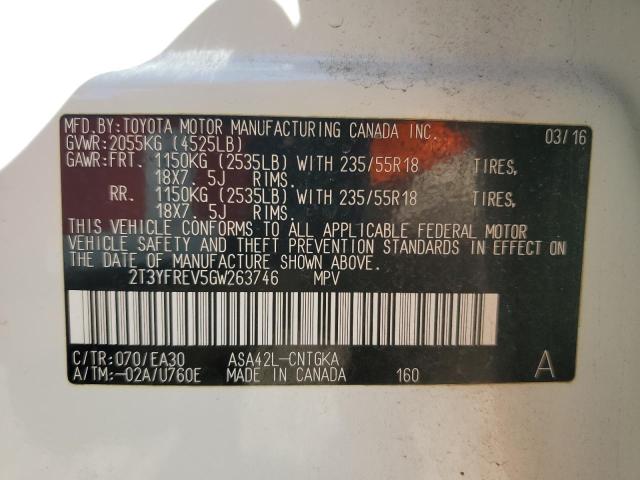 MFD.BY:TOYOTA MOTOR MANUFACTURING CANADA INC. 03/16
GVWR:2055KG (4525LB)
GAWR:FRT. 1150KG (2535LB) WITH 235/55R18 TIRES,
18X7.5J RIMS.
RR. 1150KG (2535LB) WITH 235/55R18 TIRES,
18X7.5J RIMS.
THIS VEHICLE CONFORMS TO ALL APPLICABLE FEDERAL MOTOR
VEHICLE SAFETY AND THEFT PREVENTION STANDARDS IN EFFECT ON
THE DATE OF MANUFACTURE SHOWN ABOVE.
2T3YFREV5GW263746 MPV
C/TR:070/EA30 ASA42L-CNTGKA
A/TM:-02A/U760E MADE IN CANADA 160 A